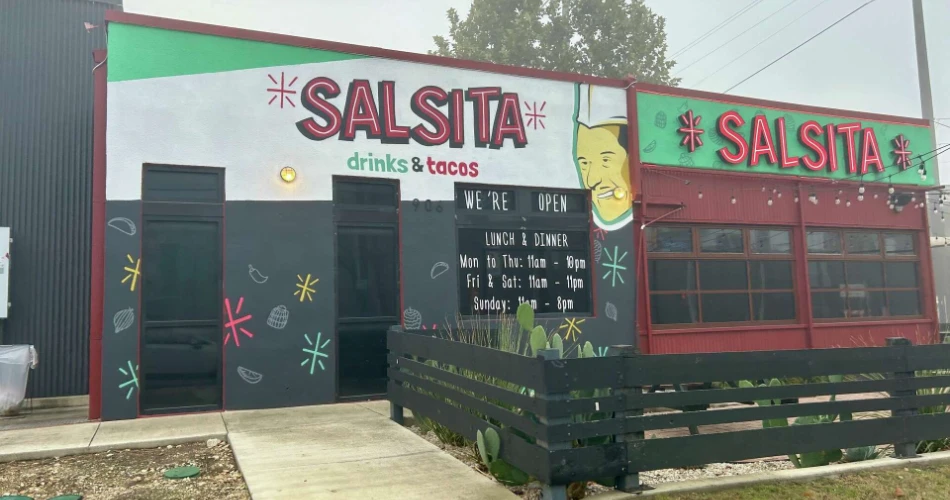 SALSITA
drinks & tacos
906
WE'RE OPEN
LUNCH & DINNER
Mon to Thu: 11am - 10pm
Fri & Sat: 11am - 11pm
Sunday: 11am - 8pm
SALSITA